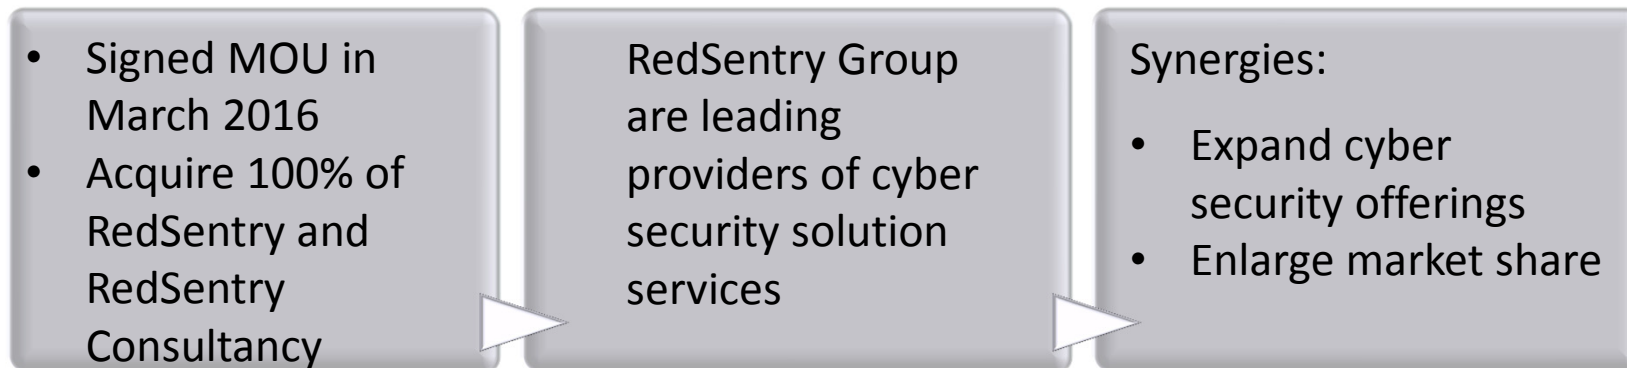 • Signed MOU in
March 2016
• Acquire 100% of
RedSentry and
RedSentry
Consultancy
RedSentry Group
are leading
providers of cyber
security solution
services
Synergies:
• Expand cyber
security offerings
• Enlarge market share